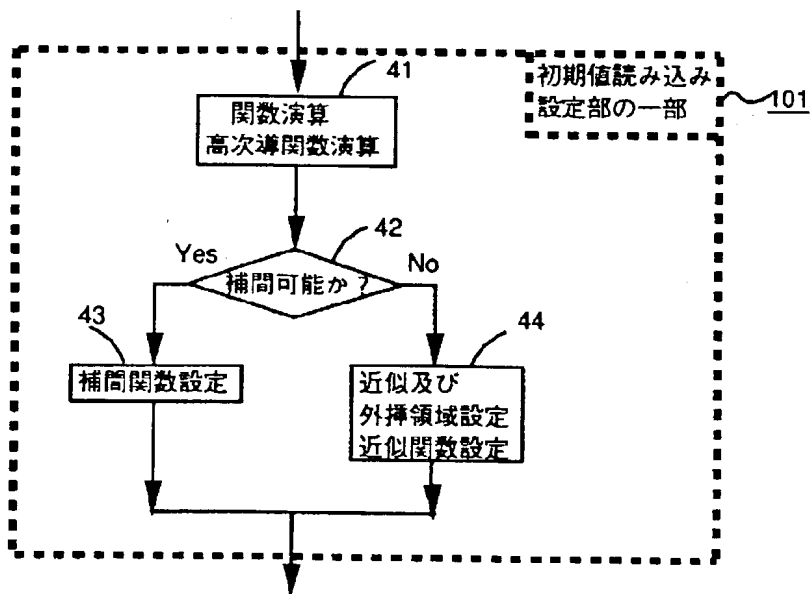 41
初期値読み込み
設定部の一部
101
関数演算
高次導関数演算
42
Yes
No
補間可能か?
43
44
補間関数設定
近似及び
外挿領域設定
近似関数設定